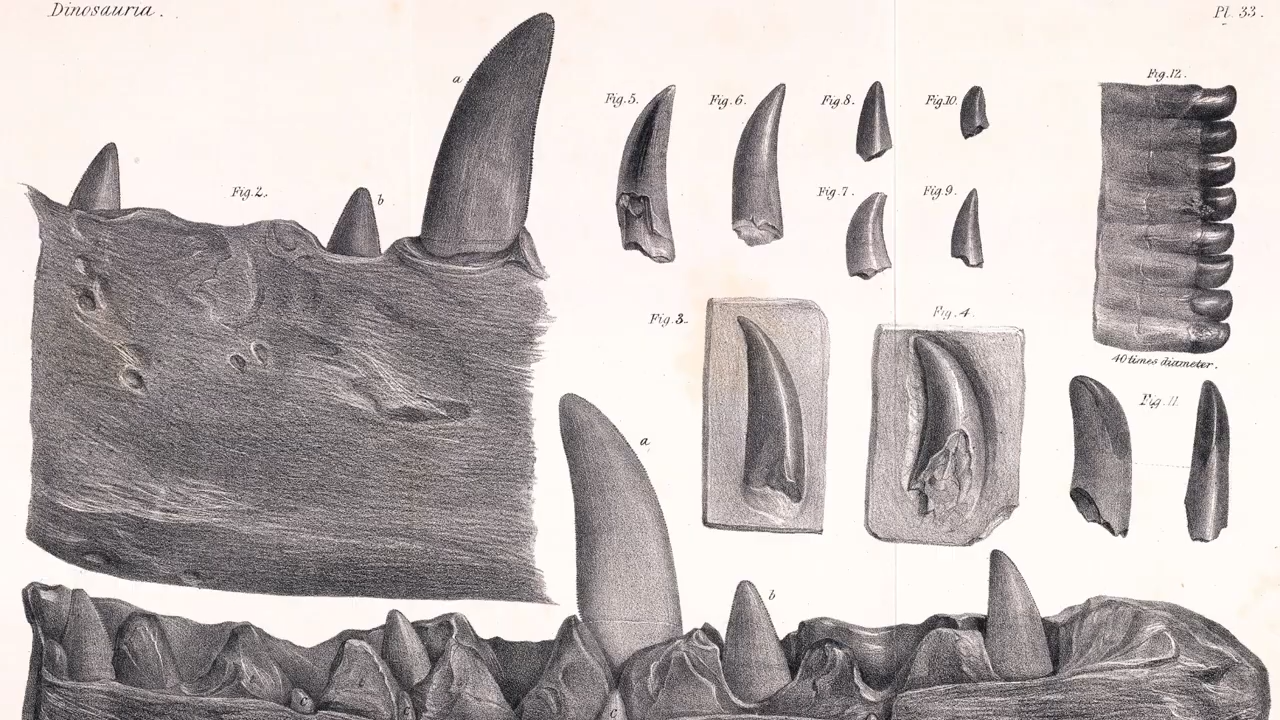 Dinosauria.
Pl. 33.
a
Fig. 5.
Fig. 6.
Fig. 8.
Fig. 10.
Fig. 12.
Fig. 2.
b
Fig. 7.
Fig. 9.
Fig. 3.
Fig. 4.
40 times diameter.
Fig. 11.
a
b
c
c